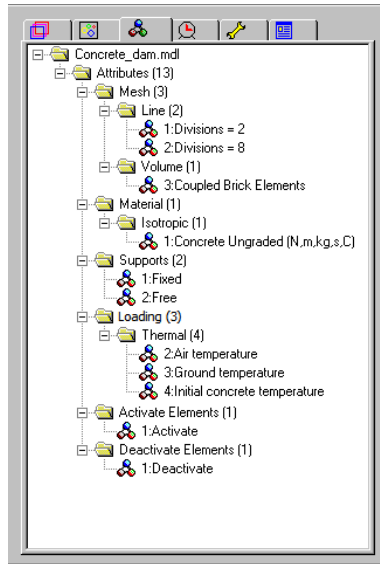 Concrete_dam.mdl
Attributes (13)
Mesh (3)
Line (2)
1:Divisions = 2
2:Divisions = 8
Volume (1)
3:Coupled Brick Elements
Material (1)
Isotropic (1)
1:Concrete Ungraded (N,m,kg,s,C)
Supports (2)
1:Fixed
2:Free
Loading (3)
Thermal (4)
2:Air temperature
3:Ground temperature
4:Initial concrete temperature
Activate Elements (1)
1:Activate
Deactivate Elements (1)
1:Deactivate